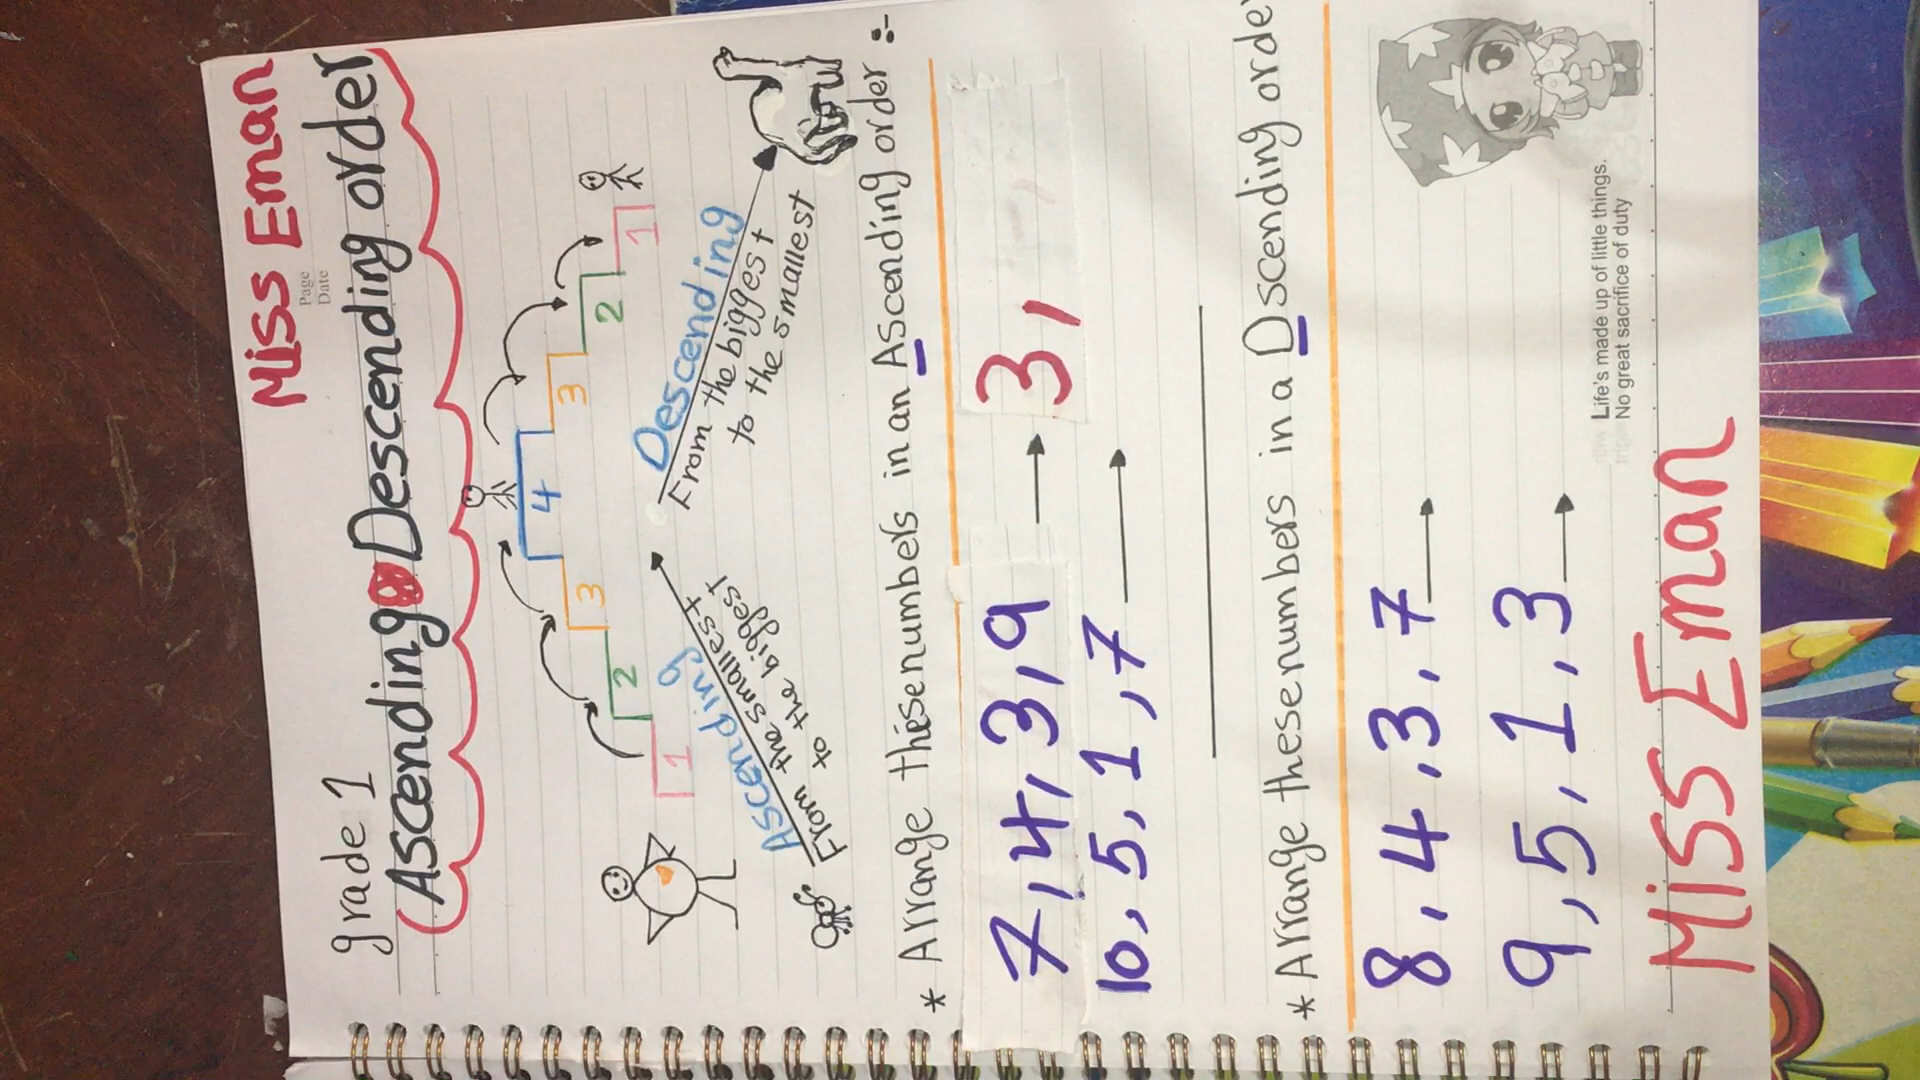 Miss Eman
Page
Date
grade 1
Ascending & Descending order
4
3 3
2 2
1 1
Ascending
From the smallest
to the biggest
Descending
From the biggest
to the smallest
* Arrange these numbers in an Ascending order :-
7, 4, 3, 9 → 3,
10, 5, 1, 7 →
* Arrange these numbers in a Dscending order
8, 4, 3, 7 →
9, 5, 1, 3 →
Life's made up of little things.
No great sacrifice of duty
Miss Eman